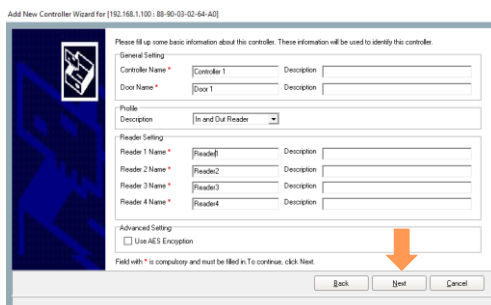 Add New Controller Wizard for [192.168.1.100 : 88-90-03-02-64-A0]
Please fill up some basic information about this controller. These information will be used to identify this controller.
General Setting
Controller Name * Controller 1 Description
Door Name * Door 1 Description
Profile
Description In and Out Reader
Reader Setting
Reader 1 Name * Reader1 Description
Reader 2 Name * Reader2 Description
Reader 3 Name * Reader3 Description
Reader 4 Name * Reader4 Description
Advanced Setting
Use AES Encryption
Field with * is compulsory and must be filled in.To continue, click Next.
Back Next Cancel